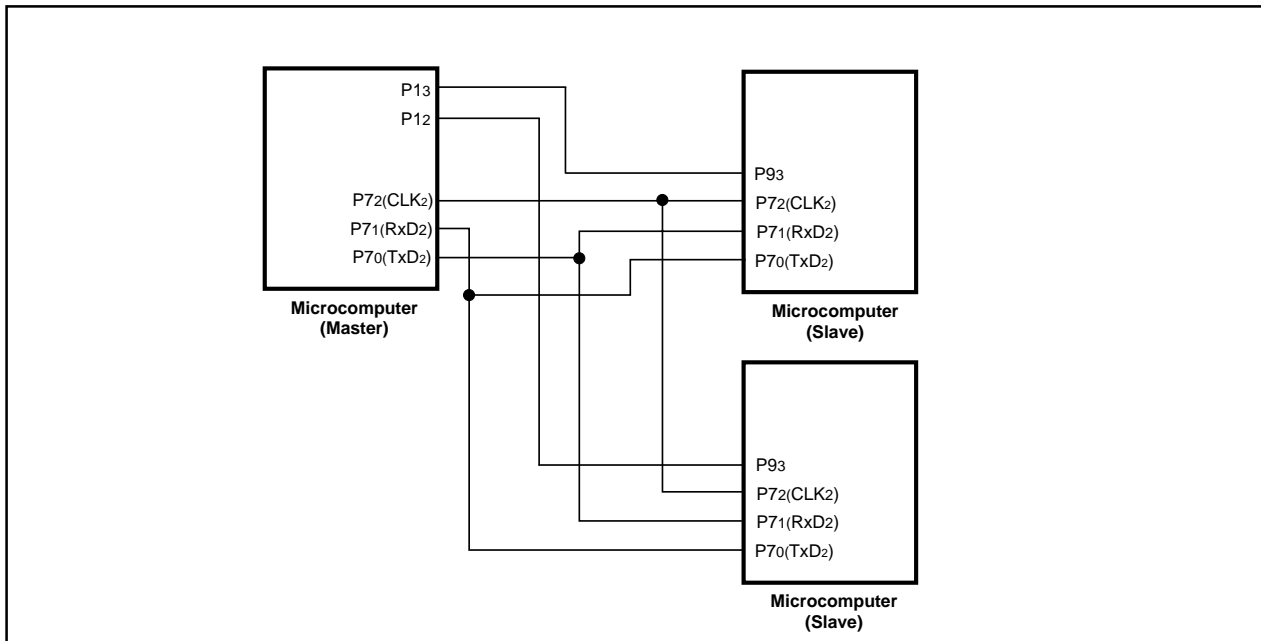 P13
P12
P72(CLK2)
P71(RxD2)
P70(TxD2)
Microcomputer
(Master)
P93
P72(CLK2)
P71(RxD2)
P70(TxD2)
Microcomputer
(Slave)
P93
P72(CLK2)
P71(RxD2)
P70(TxD2)
Microcomputer
(Slave)